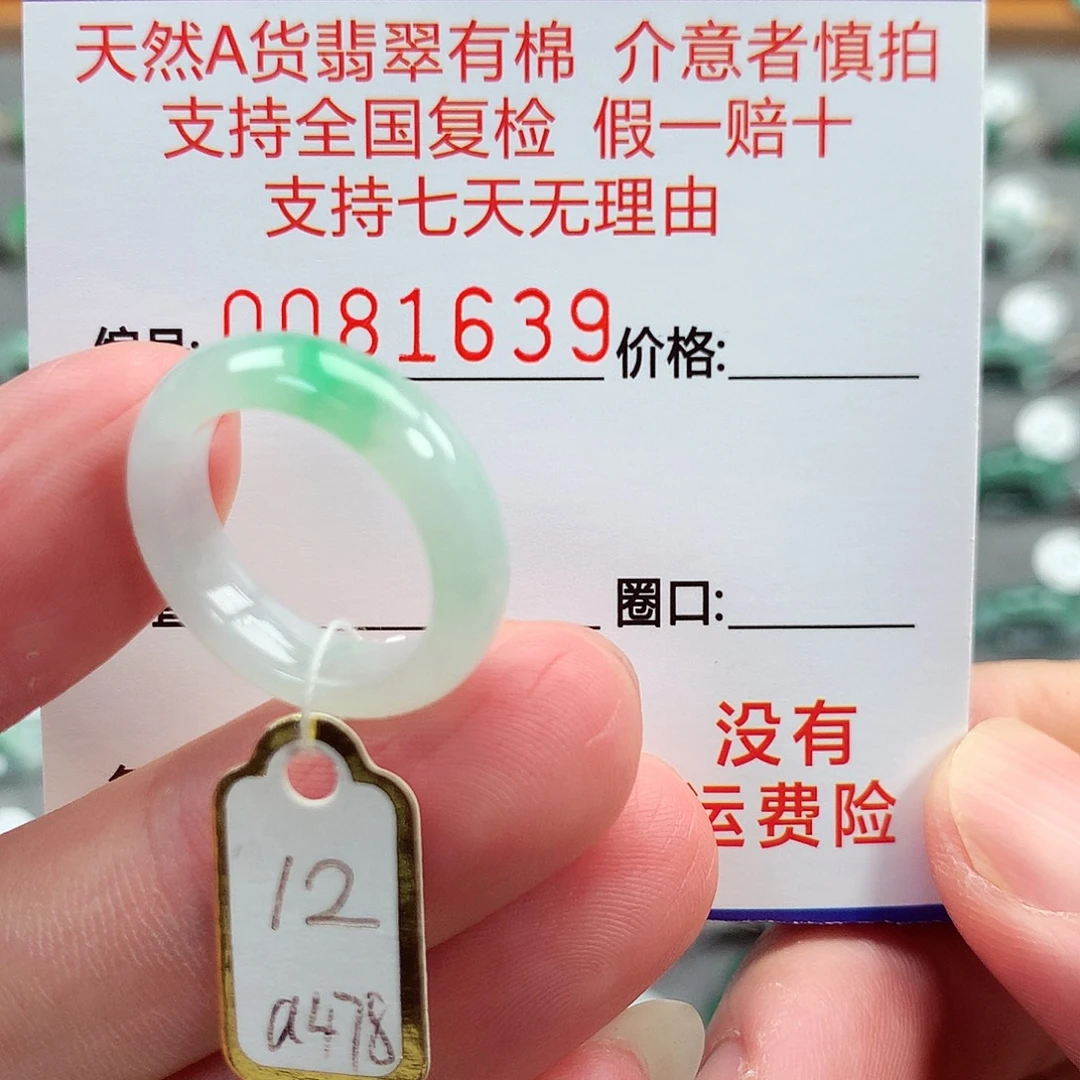 天然A货翡翠有棉 介意者慎拍
支持全国复检 假一赔十
支持七天无理由
编号: 0081639 价格:
圈口:
没有
运费险
12
a478